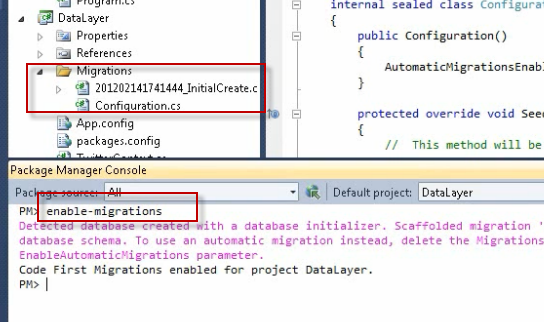 Program.cs
DataLayer
Properties
References
Migrations
201202141741444_InitialCreate.c
Configuration.cs
App.config
packages.config
TwitterContext.cs
internal sealed class Configurat
{
public Configuration()
{
AutomaticMigrationsEnab
}
protected override void Seed
{
// This method will be
Package Manager Console
Package source: All
Default project: DataLayer
PM> enable-migrations
Detected database created with a database initializer. Scaffolded migration '
database schema. To use an automatic migration instead, delete the Migrations
EnableAutomaticMigrations parameter.
Code First Migrations enabled for project DataLayer.
PM>